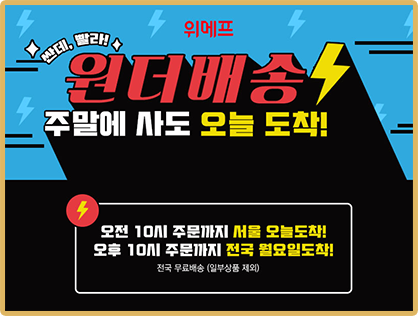 위메프
싼데, 빨라!
원더배송
주말에 사도 오늘 도착!
오전 10시 주문까지 서울 오늘도착!
오후 10시 주문까지 전국 월요일도착!
전국 무료배송 (일부상품 제외)